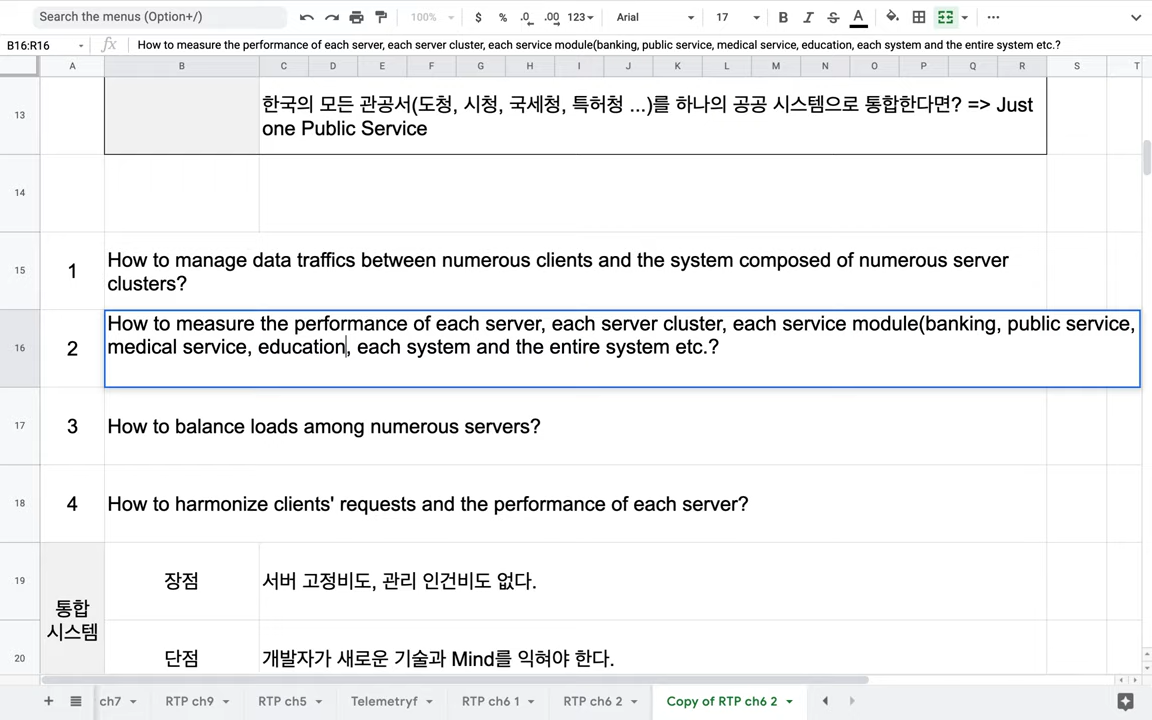 Search the menus (Option+/)
100%
$ % .0 .00 123
Arial
17
B I S A
B16:R16
fx
How to measure the performance of each server, each server cluster, each service module(banking, public service, medical service, education, each system and the entire system etc.?
A B C D E F G H I J K L M N O P Q R S T
13
한국의 모든 관공서(도청, 시청, 국세청, 특허청 ...)를 하나의 공공 시스템으로 통합한다면? => Just
one Public Service
14
15
1
How to manage data traffics between numerous clients and the system composed of numerous server
clusters?
16
2
How to measure the performance of each server, each server cluster, each service module(banking, public service,
medical service, education, each system and the entire system etc.?
17
3
How to balance loads among numerous servers?
18
4
How to harmonize clients' requests and the performance of each server?
19
통합
시스템
장점
서버 고정비도, 관리 인건비도 없다.
20
단점
개발자가 새로운 기술과 Mind를 익혀야 한다.
ch7 RTP ch9 RTP ch5 Telemetryf RTP ch6 1 RTP ch6 2 Copy of RTP ch6 2